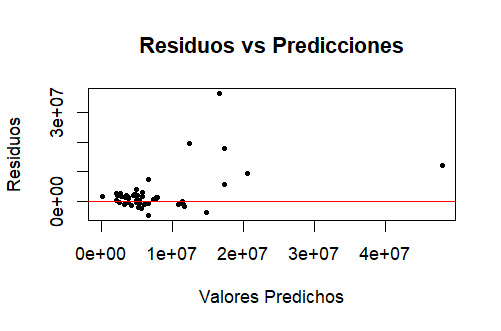 Residuos vs Predicciones
Residuos
3e+07
0e+00
0e+00 1e+07 2e+07 3e+07 4e+07
Valores Predichos